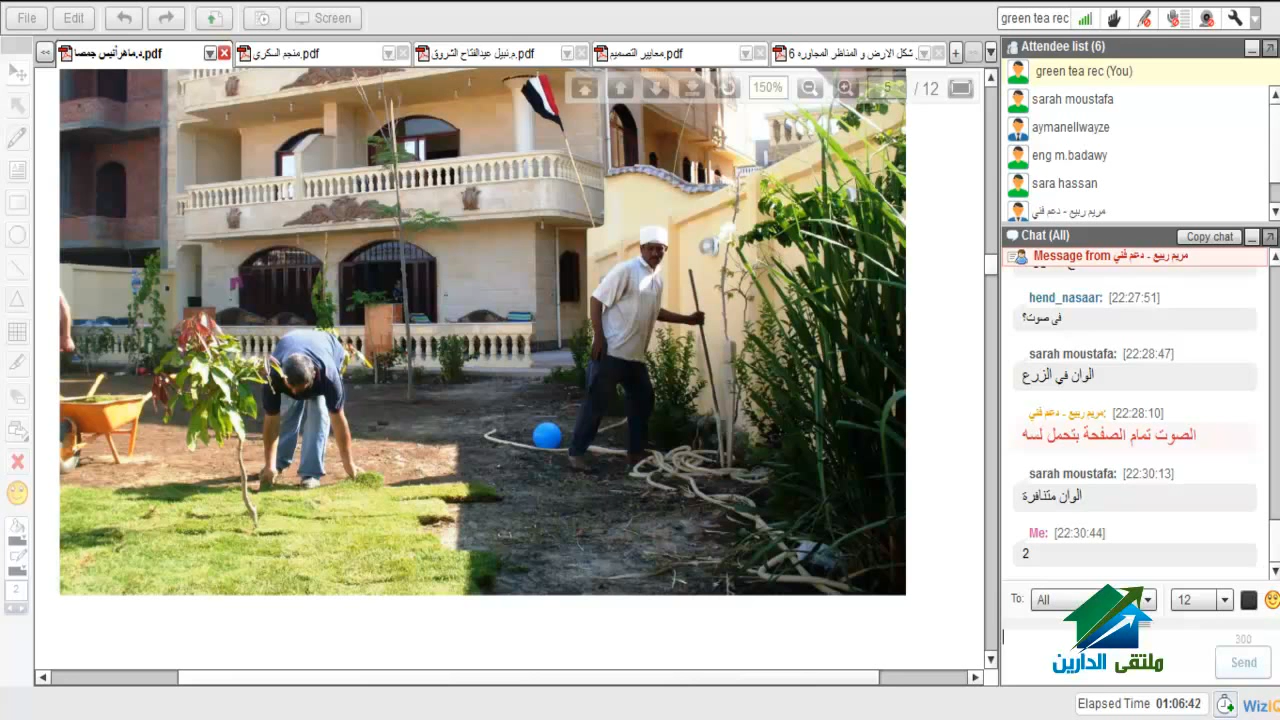 File Edit Screen green tea rec
د.ماهرأنيس جمصا.pdf منجم السكري.pdf م.نبيل عبدالفتاح الشروق.pdf معايير التصميم.pdf شكل الارض و المناظر المجاوره 6
150% 5 / 12
Attendee list (6)
green tea rec (You)
sarah moustafa
aymanellwayze
eng m.badawy
sara hassan
مريم ربيع - دعم فني
Chat (All) Copy chat
Message from مريم ربيع - دعم فني
hend_nasaar: [22:27:51]
فى صوت؟
sarah moustafa: [22:28:47]
الوان في الزرع
مريم ربيع - دعم فني: [22:28:10]
الصوت تمام الصفحة بتحمل لسه
sarah moustafa: [22:30:13]
الوان متنافرة
Me: [22:30:44]
2
To: All 12
300
Send
ملتقى الدارين
2
Elapsed Time 01:06:42 WizIQ